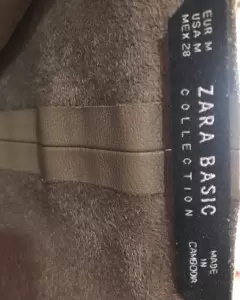 EUR M
USA M
MEX 28
ZARA BASIC
COLLECTION
MADE
IN
CAMBODIA